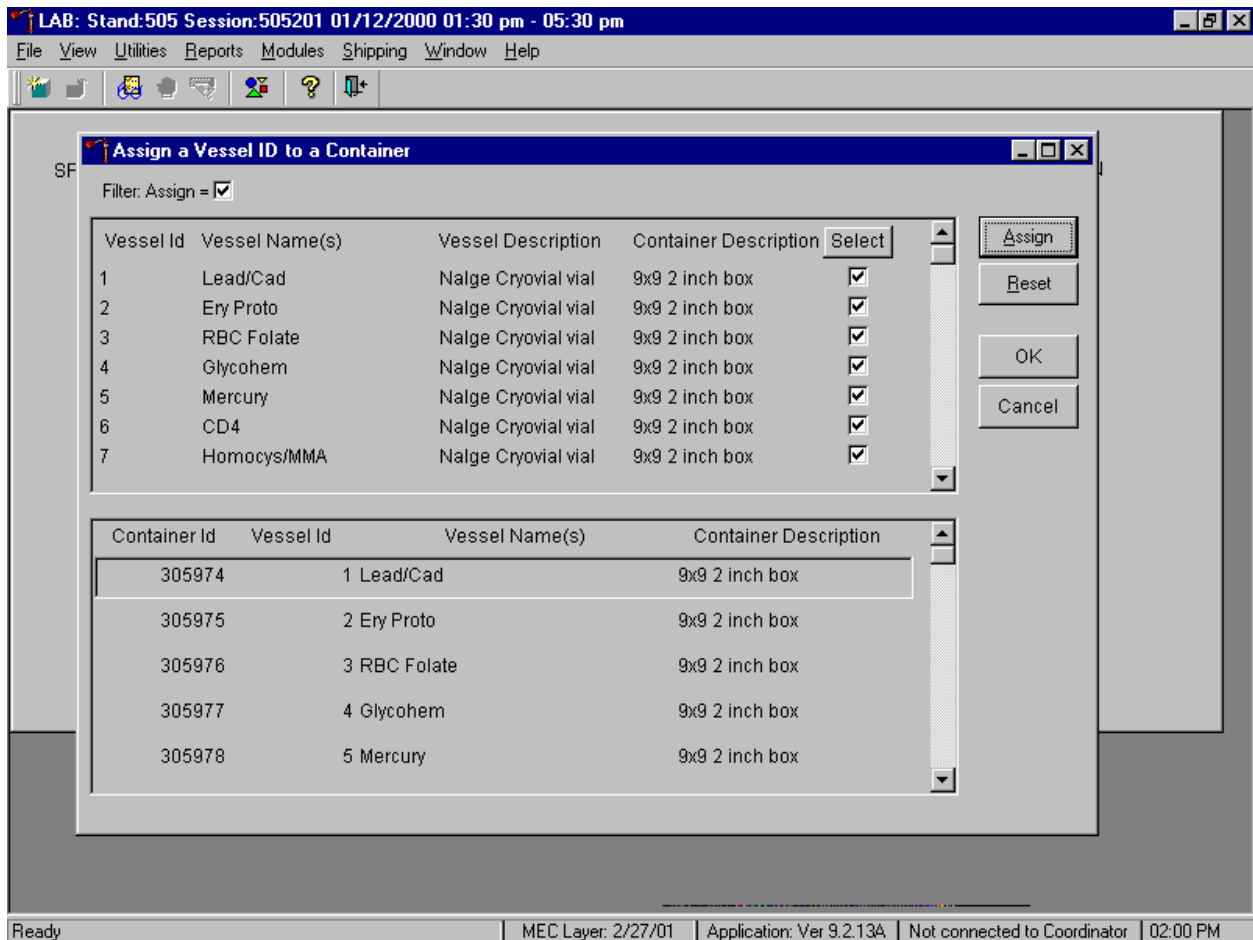 LAB: Stand:505 Session:505201 01/12/2000 01:30 pm - 05:30 pm
File View Utilities Reports Modules Shipping Window Help
Assign a Vessel ID to a Container
SF
Filter: Assign =
Vessel Id Vessel Name(s) Vessel Description Container Description Select
Assign
1 Lead/Cad Nalge Cryovial vial 9x9 2 inch box
Reset
2 Ery Proto Nalge Cryovial vial 9x9 2 inch box
3 RBC Folate Nalge Cryovial vial 9x9 2 inch box
OK
4 Glycohem Nalge Cryovial vial 9x9 2 inch box
5 Mercury Nalge Cryovial vial 9x9 2 inch box
Cancel
6 CD4 Nalge Cryovial vial 9x9 2 inch box
7 Homocys/MMA Nalge Cryovial vial 9x9 2 inch box
Container Id Vessel Id Vessel Name(s) Container Description
305974 1 Lead/Cad 9x9 2 inch box
305975 2 Ery Proto 9x9 2 inch box
305976 3 RBC Folate 9x9 2 inch box
305977 4 Glycohem 9x9 2 inch box
305978 5 Mercury 9x9 2 inch box
Ready MEC Layer: 2/27/01 Application: Ver 9.2.13A Not connected to Coordinator 02:00 PM